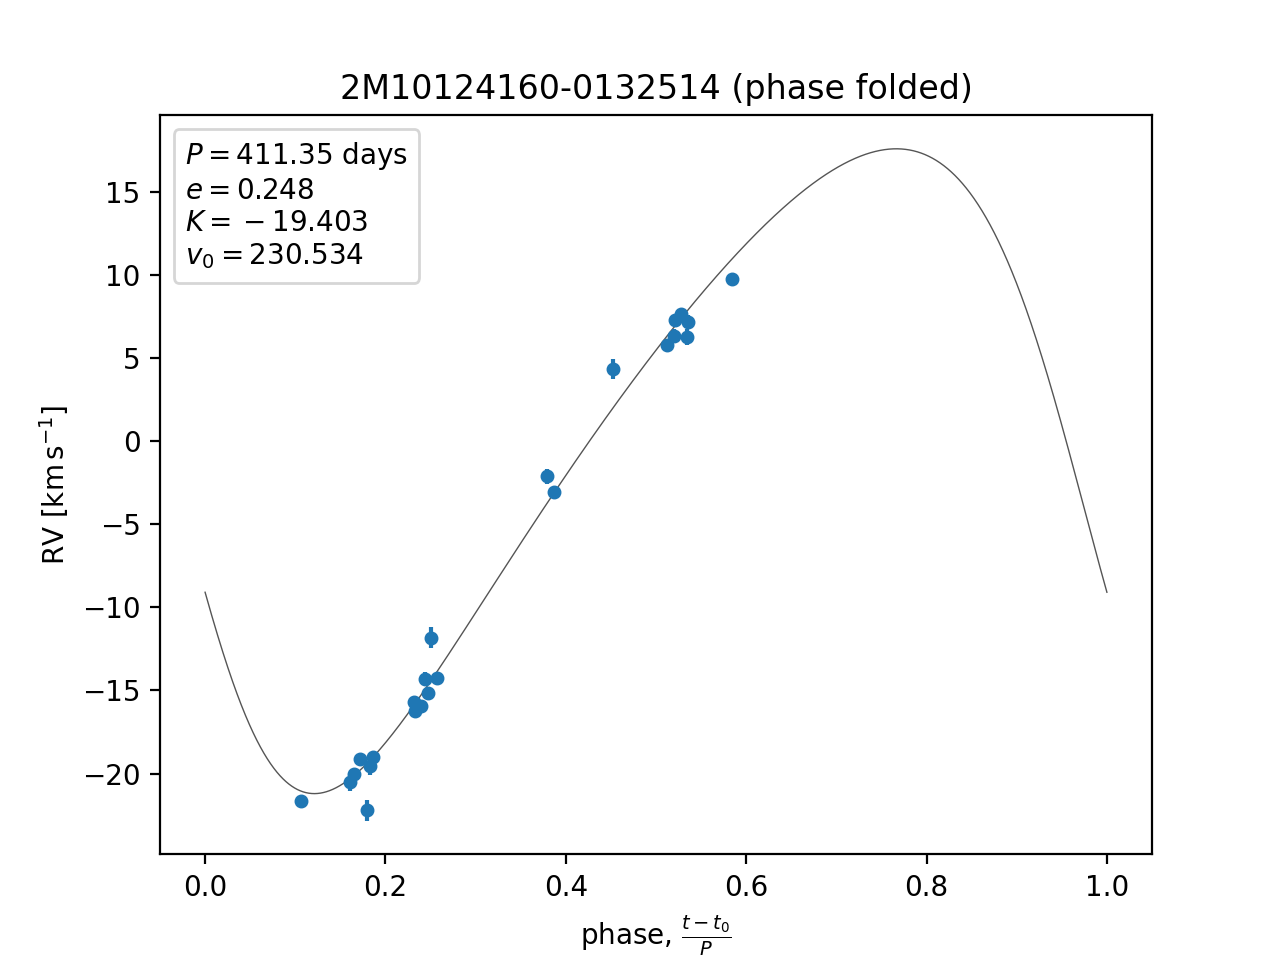 2M10124160-0132514 (phase folded)
P = 411.35 days
e = 0.248
K = −19.403
v₀ = 230.534
15
10
5
0
−5
−10
−15
−20
RV [km s⁻¹]
0.0 0.2 0.4 0.6 0.8 1.0
phase, (t − t₀)/P